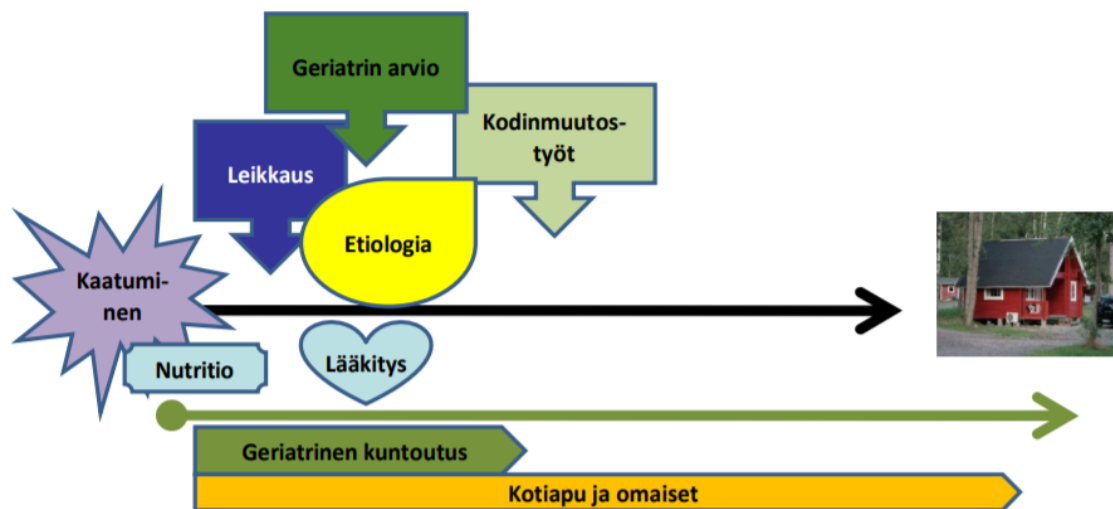 Geriatrin arvio
Kodinmuutos-
työt
Leikkaus
Etiologia
Kaatumi-
nen
Nutritio
Lääkitys
Geriatrinen kuntoutus
Kotiapu ja omaiset